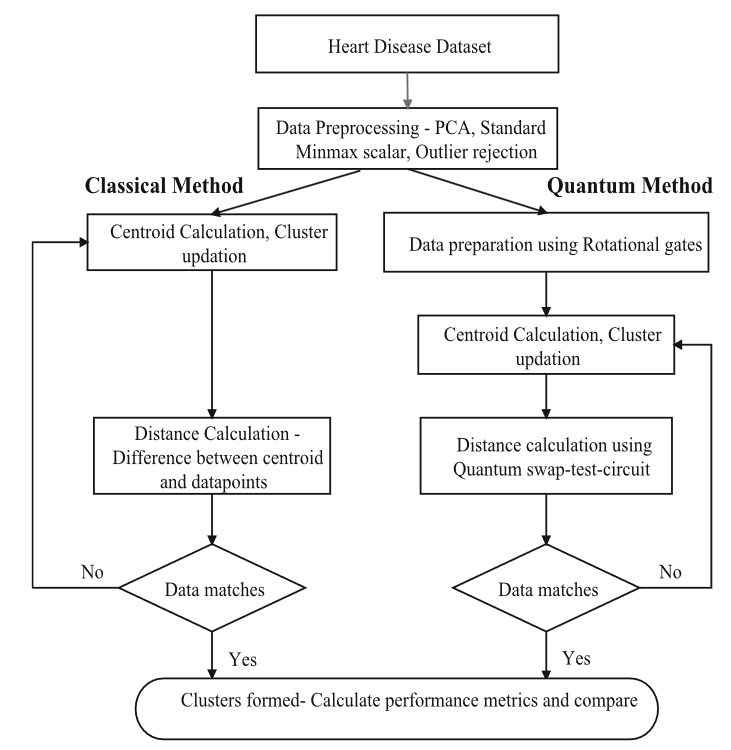 Heart Disease Dataset
Data Preprocessing - PCA, Standard
Minmax scalar, Outlier rejection
Classical Method
Quantum Method
Centroid Calculation, Cluster
updation
Data preparation using Rotational gates
Centroid Calculation, Cluster
updation
Distance Calculation -
Difference between centroid
and datapoints
Distance calculation using
Quantum swap-test-circuit
No
Data matches
Data matches
No
Yes
Yes
Clusters formed- Calculate performance metrics and compare